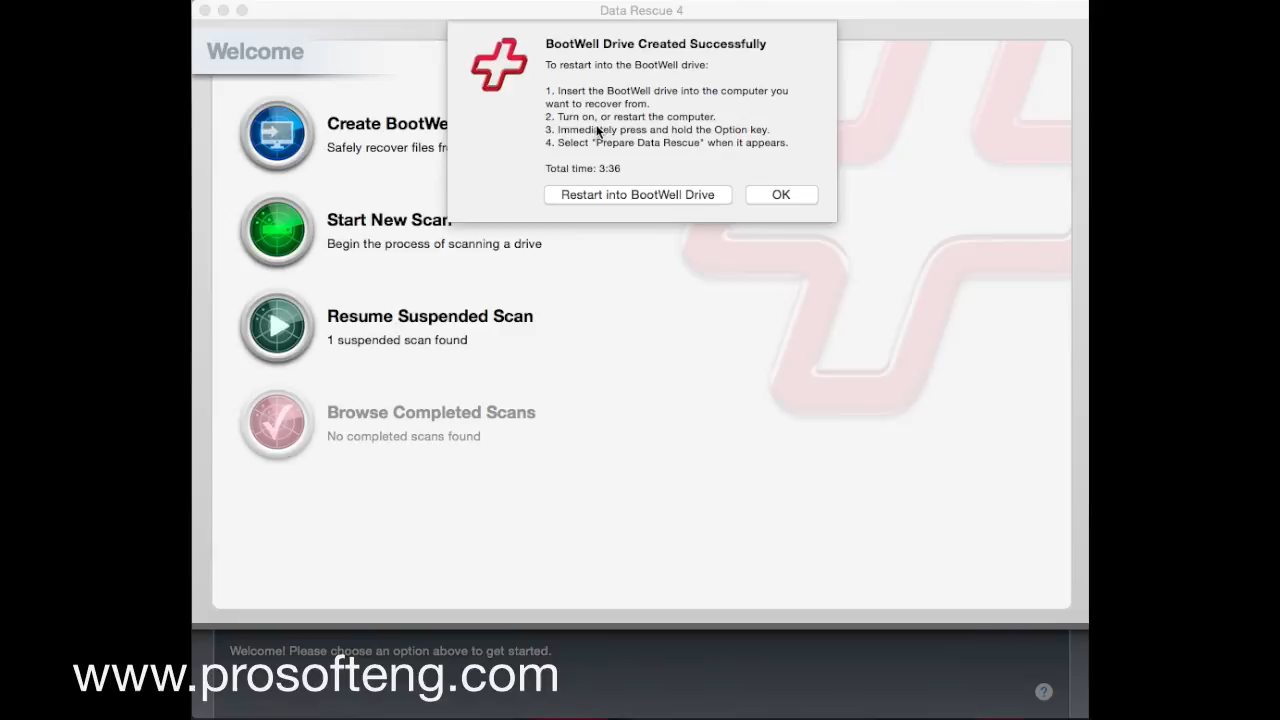 Data Rescue 4
Welcome
BootWell Drive Created Successfully
To restart into the BootWell drive:
1. Insert the BootWell drive into the computer you
want to recover from.
2. Turn on, or restart the computer.
3. Immediately press and hold the Option key.
4. Select "Prepare Data Rescue" when it appears.
Total time: 3:36
Restart into BootWell Drive
OK
Create BootWe
Safely recover files fr
Start New Scan
Begin the process of scanning a drive
Resume Suspended Scan
1 suspended scan found
Browse Completed Scans
No completed scans found
Welcome! Please choose an option above to get started.
www.prosofteng.com
?